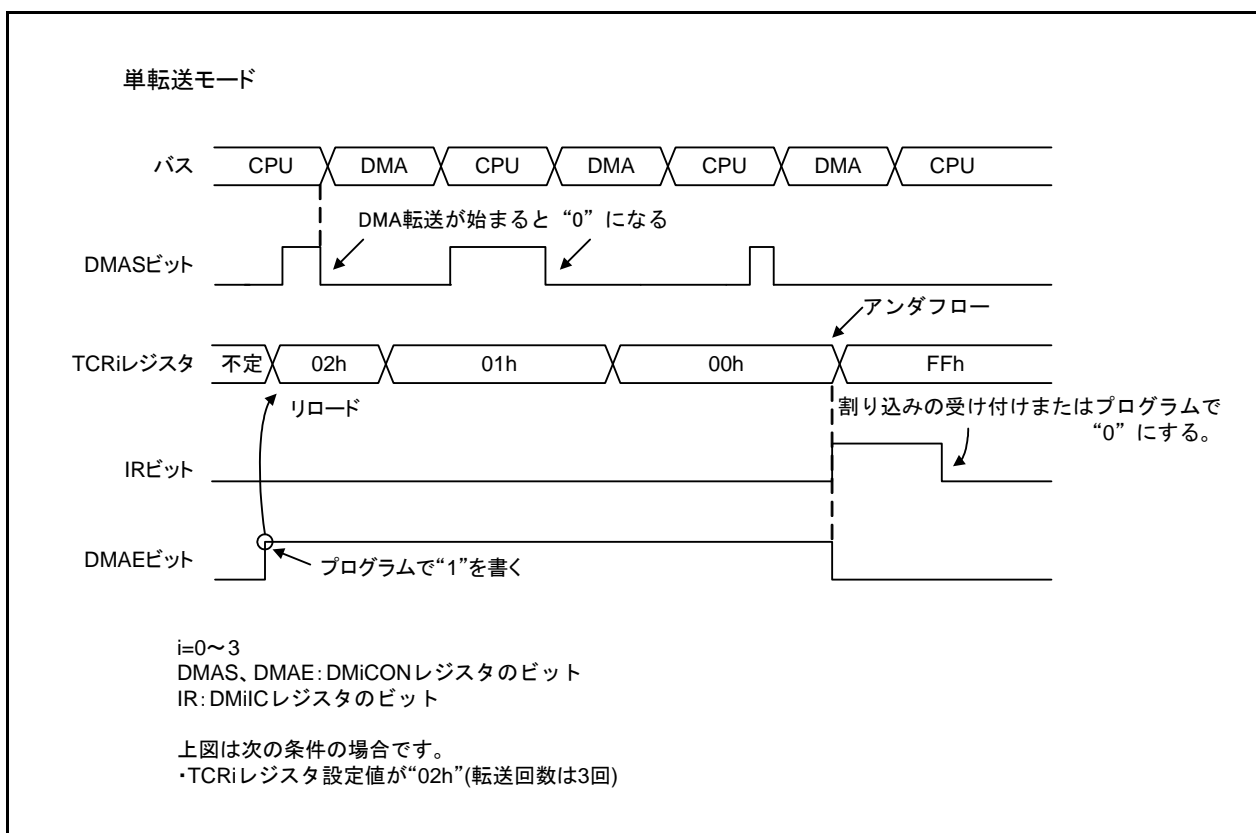 単転送モード
バス CPU DMA CPU DMA CPU DMA CPU
DMA転送が始まると “0” になる
DMASビット
アンダフロー
TCRiレジスタ 不定 02h 01h 00h FFh
リロード
割り込みの受け付けまたはプログラムで
“0” にする。
IRビット
DMAEビット
プログラムで“1”を書く
i=0~3
DMAS、DMAE:DMiCONレジスタのビット
IR:DMiICレジスタのビット
上図は次の条件の場合です。
・TCRiレジスタ設定値が“02h”(転送回数は3回)